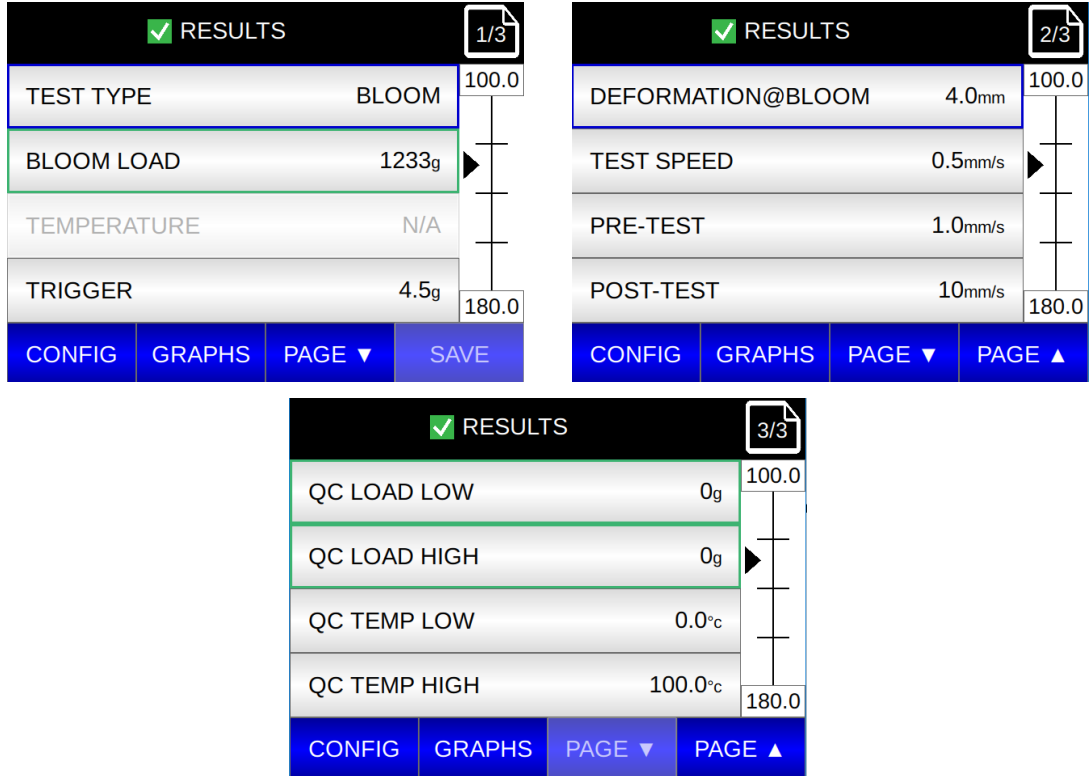 RESULTS 1/3
100.0
TEST TYPE BLOOM
BLOOM LOAD 1233g
TEMPERATURE N/A
TRIGGER 4.5g
180.0
CONFIG GRAPHS PAGE ▼ SAVE
RESULTS 2/3
100.0
DEFORMATION@BLOOM 4.0mm
TEST SPEED 0.5mm/s
PRE-TEST 1.0mm/s
POST-TEST 10mm/s
180.0
CONFIG GRAPHS PAGE ▼ PAGE ▲
RESULTS 3/3
100.0
QC LOAD LOW 0g
QC LOAD HIGH 0g
QC TEMP LOW 0.0°c
QC TEMP HIGH 100.0°c
180.0
CONFIG GRAPHS PAGE ▼ PAGE ▲